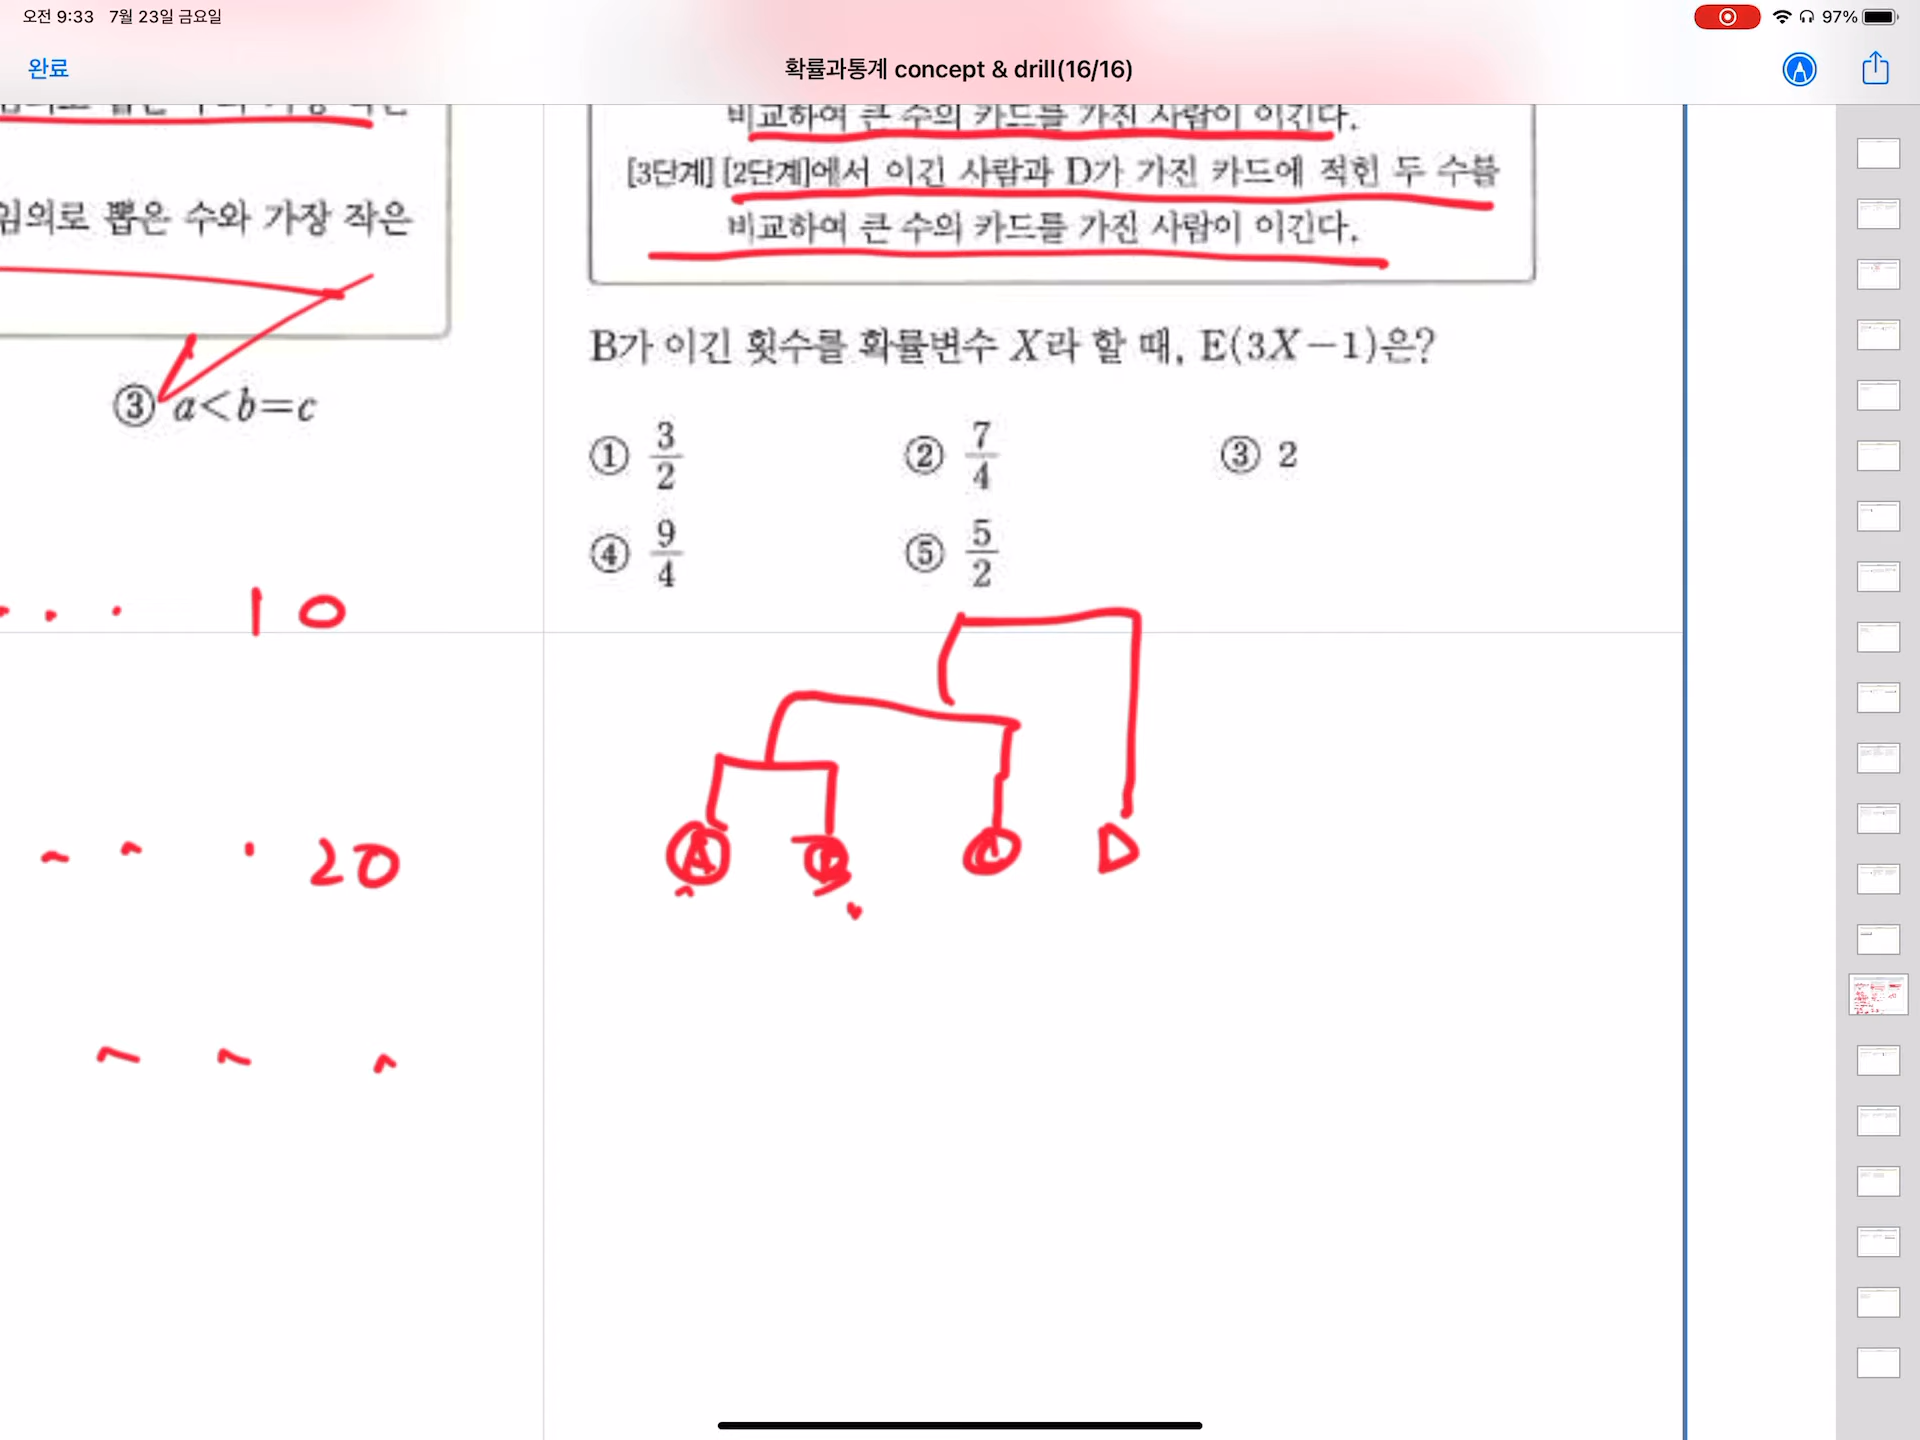 오전 9:33 7월 23일 금요일
97%
완료
확률과통계 concept & drill(16/16)
임의로 뽑은 수와 가장 작은
③ a<b=c
10
20
비교하여 큰 수의 카드를 가진 사람이 이긴다.
[3단계] [2단계]에서 이긴 사람과 D가 가진 카드에 적힌 두 수를
비교하여 큰 수의 카드를 가진 사람이 이긴다.
B가 이긴 횟수를 확률변수 X라 할 때, E(3X-1)은?
① 3/2 ② 7/4 ③ 2
④ 9/4 ⑤ 5/2
A B C D